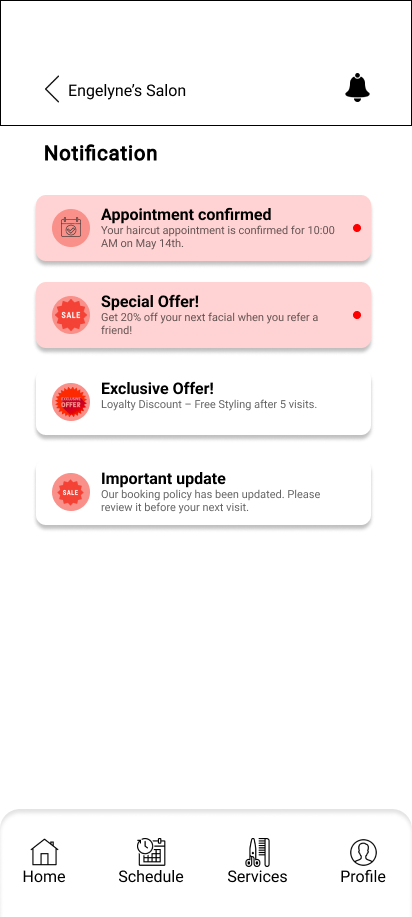 Engelyne's Salon
Notification
Appointment confirmed
Your haircut appointment is confirmed for 10:00
AM on May 14th.
SALE
Special Offer!
Get 20% off your next facial when you refer a
friend!
EXCLUSIVE
OFFER
Exclusive Offer!
Loyalty Discount – Free Styling after 5 visits.
SALE
Important update
Our booking policy has been updated. Please
review it before your next visit.
Home
Schedule
Services
Profile